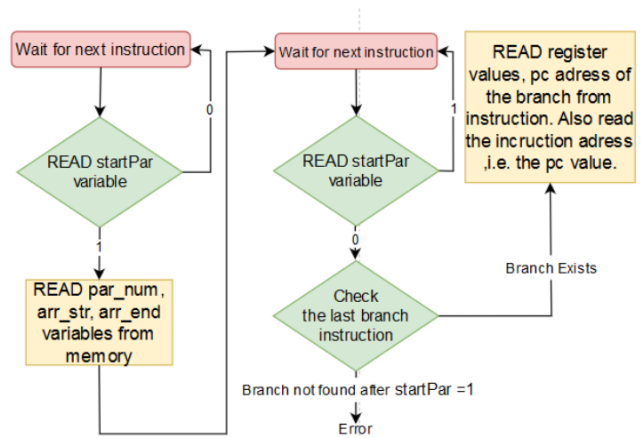 Wait for next instruction
0
READ startPar
variable
1
READ par_num,
arr_str, arr_end
variables from
memory
Wait for next instruction
1
READ startPar
variable
0
Check
the last branch
instruction
Branch not found after startPar =1
Error
Branch Exists
READ register
values, pc adress of
the branch from
instruction. Also read
the incruction adress
,i.e. the pc value.